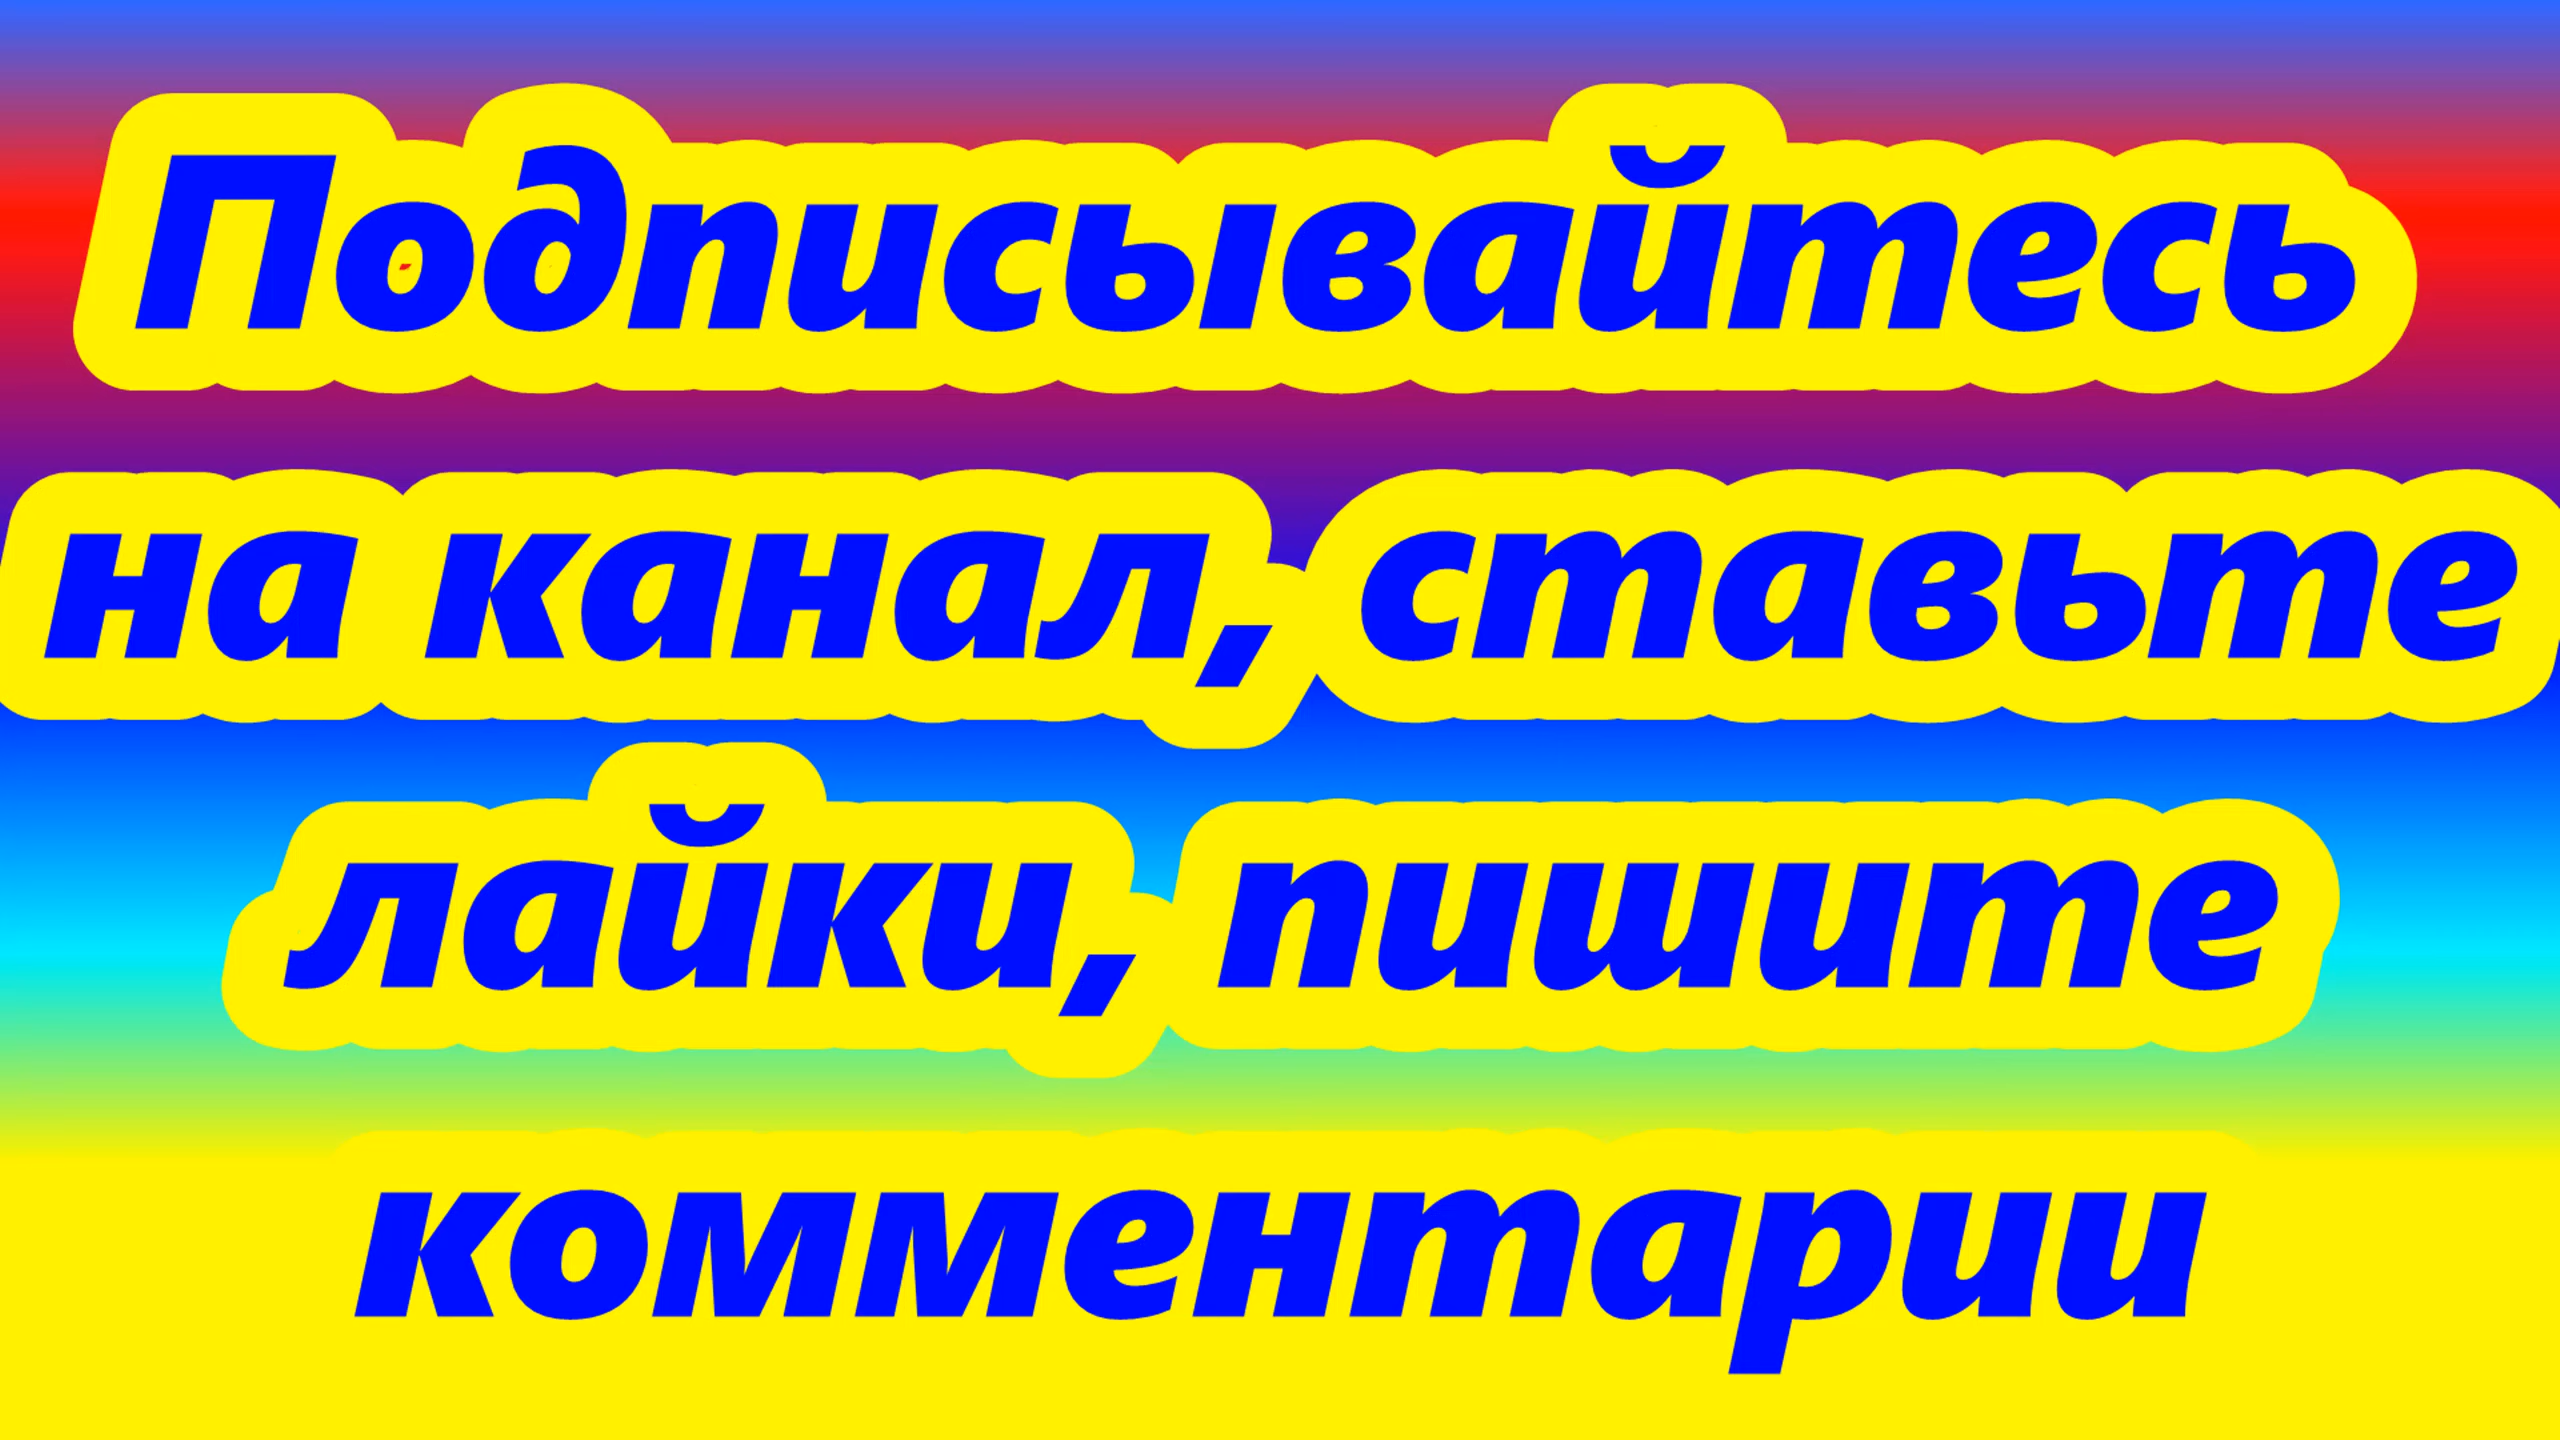 Подписывайтесь
на канал, ставьте
лайки, пишите
комментарии